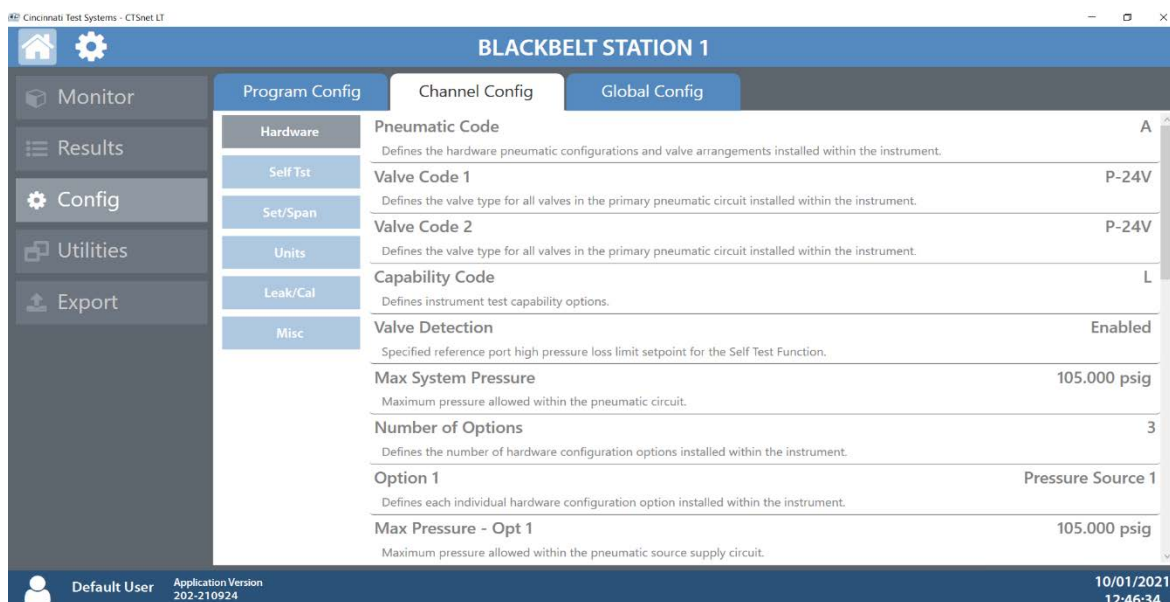 Cincinnati Test Systems - CTSnet LT
BLACKBELT STATION 1
Monitor
Results
Config
Utilities
Export
Program Config
Channel Config
Global Config
Hardware
Self Tst
Set/Span
Units
Leak/Cal
Misc
Pneumatic Code A
Defines the hardware pneumatic configurations and valve arrangements installed within the instrument.
Valve Code 1 P-24V
Defines the valve type for all valves in the primary pneumatic circuit installed within the instrument.
Valve Code 2 P-24V
Defines the valve type for all valves in the primary pneumatic circuit installed within the instrument.
Capability Code L
Defines instrument test capability options.
Valve Detection Enabled
Specified reference port high pressure loss limit setpoint for the Self Test Function.
Max System Pressure 105.000 psig
Maximum pressure allowed within the pneumatic circuit.
Number of Options 3
Defines the number of hardware configuration options installed within the instrument.
Option 1 Pressure Source 1
Defines each individual hardware configuration option installed within the instrument.
Max Pressure - Opt 1 105.000 psig
Maximum pressure allowed within the pneumatic source supply circuit.
Default User
Application Version
202-210924
10/01/2021
12:46:34